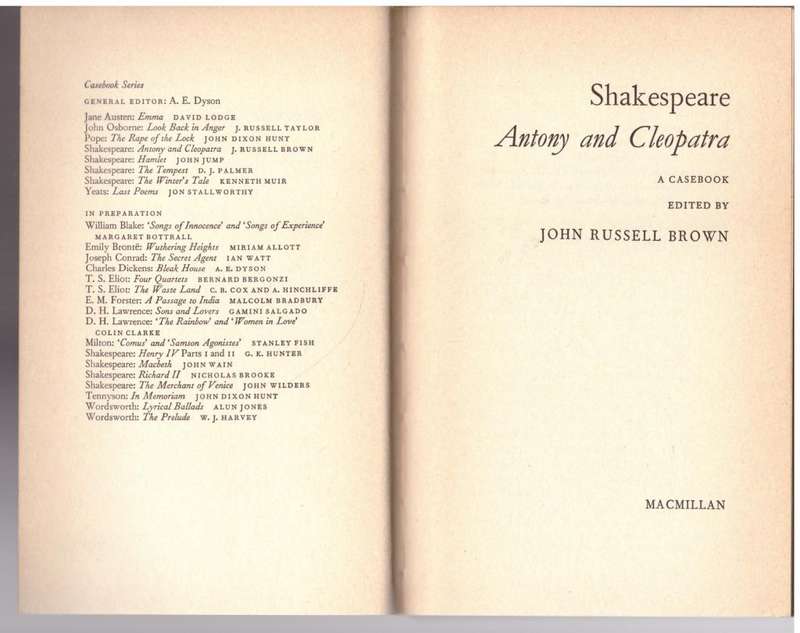 Casebook Series
GENERAL EDITOR: A. E. Dyson
Jane Austen: Emma DAVID LODGE
John Osborne: Look Back in Anger J. RUSSELL TAYLOR
Pope: The Rape of the Lock JOHN DIXON HUNT
Shakespeare: Antony and Cleopatra J. RUSSELL BROWN
Shakespeare: Hamlet JOHN JUMP
Shakespeare: The Tempest D. J. PALMER
Shakespeare: The Winter's Tale KENNETH MUIR
Yeats: Last Poems JON STALLWORTHY
IN PREPARATION
William Blake: 'Songs of Innocence' and 'Songs of Experience'
MARGARET BOTTRALL
Emily Brontë: Wuthering Heights MIRIAM ALLOTT
Joseph Conrad: The Secret Agent IAN WATT
Charles Dickens: Bleak House A. E. DYSON
T. S. Eliot: Four Quartets BERNARD BERGONZI
T. S. Eliot: The Waste Land C. B. COX AND A. HINCHLIFFE
E. M. Forster: A Passage to India MALCOLM BRADBURY
D. H. Lawrence: Sons and Lovers GAMINI SALGADO
D. H. Lawrence: 'The Rainbow' and 'Women in Love'
COLIN CLARKE
Milton: 'Comus' and 'Samson Agonistes' STANLEY FISH
Shakespeare: Henry IV Parts I and II G. K. HUNTER
Shakespeare: Macbeth JOHN WAIN
Shakespeare: Richard II NICHOLAS BROOKE
Shakespeare: The Merchant of Venice JOHN WILDERS
Tennyson: In Memoriam JOHN DIXON HUNT
Wordsworth: Lyrical Ballads ALUN JONES
Wordsworth: The Prelude W. J. HARVEY
Shakespeare
Antony and Cleopatra
A CASEBOOK
EDITED BY
JOHN RUSSELL BROWN
MACMILLAN